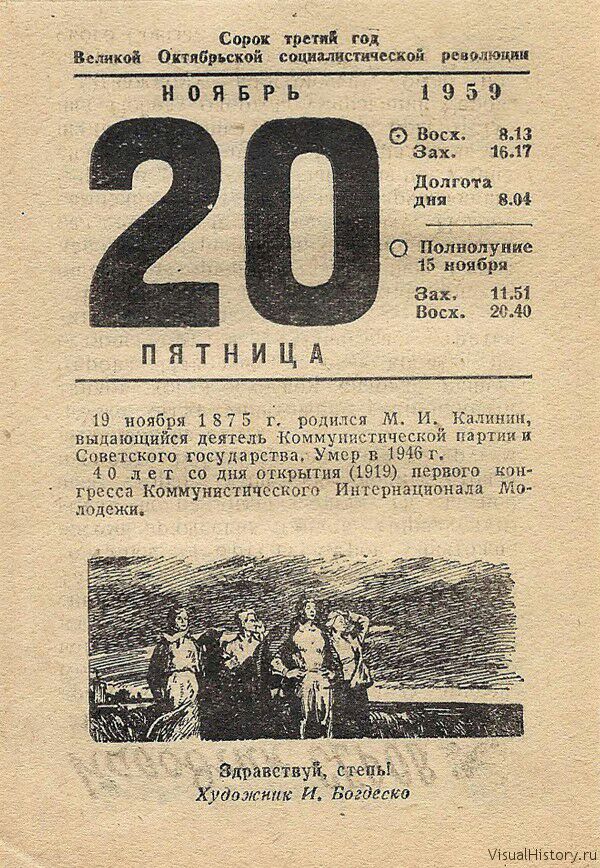 Сорок третий год
Великой Октябрьской социалистической революции
НОЯБРЬ 1959
20
Восх. 8.13
Зах. 16.17
Долгота
дня 8.04
Полнолуние
15 ноября
Зах. 11.51
Восх. 20.40
ПЯТНИЦА
19 ноября 1875 г. родился М. И. Калинин,
выдающийся деятель Коммунистической партии и
Советского государства. Умер в 1946 г.
40 лет со дня открытия (1919) первого кон-
гресса Коммунистического Интернационала Мо-
лодежи.
Здравствуй, степь!
Художник И. Богдеско
VisualHistory.ru